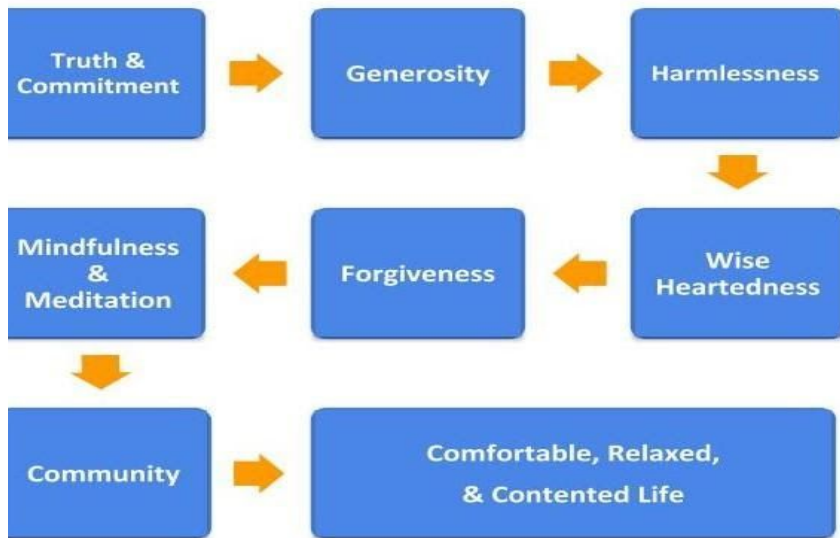 Truth &
Commitment
Generosity
Harmlessness
Wise
Heartedness
Forgiveness
Mindfulness
&
Meditation
Community
Comfortable, Relaxed,
& Contented Life